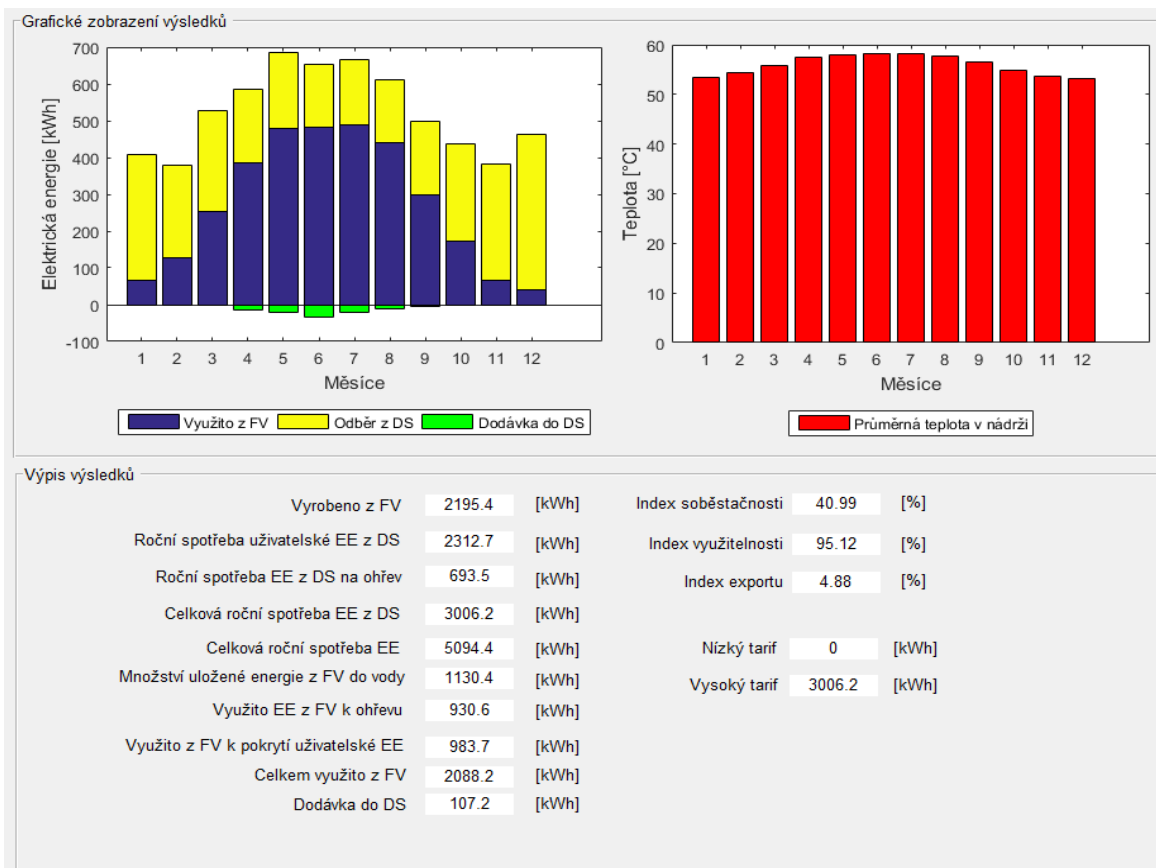 Grafické zobrazení výsledků
700
600
500
400
300
200
100
0
-100
Elektrická energie [kWh]
1 2 3 4 5 6 7 8 9 10 11 12
Měsíce
Využito z FV Odběr z DS Dodávka do DS
60
50
40
30
20
10
0
Teplota [°C]
1 2 3 4 5 6 7 8 9 10 11 12
Měsíce
Průměrná teplota v nádrži
Výpis výsledků
Vyrobeno z FV 2195.4 [kWh]
Roční spotřeba uživatelské EE z DS 2312.7 [kWh]
Roční spotřeba EE z DS na ohřev 693.5 [kWh]
Celková roční spotřeba EE z DS 3006.2 [kWh]
Celková roční spotřeba EE 5094.4 [kWh]
Množství uložené energie z FV do vody 1130.4 [kWh]
Využito EE z FV k ohřevu 930.6 [kWh]
Využito z FV k pokrytí uživatelské EE 983.7 [kWh]
Celkem využito z FV 2088.2 [kWh]
Dodávka do DS 107.2 [kWh]
Index soběstačnosti 40.99 [%]
Index využitelnosti 95.12 [%]
Index exportu 4.88 [%]
Nízký tarif 0 [kWh]
Vysoký tarif 3006.2 [kWh]